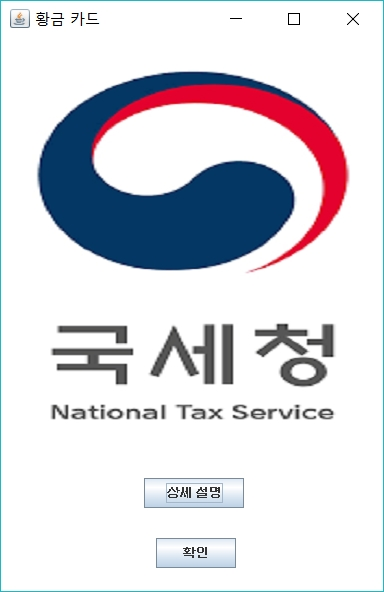 황금 카드
국세청
National Tax Service
상세 설명
확인